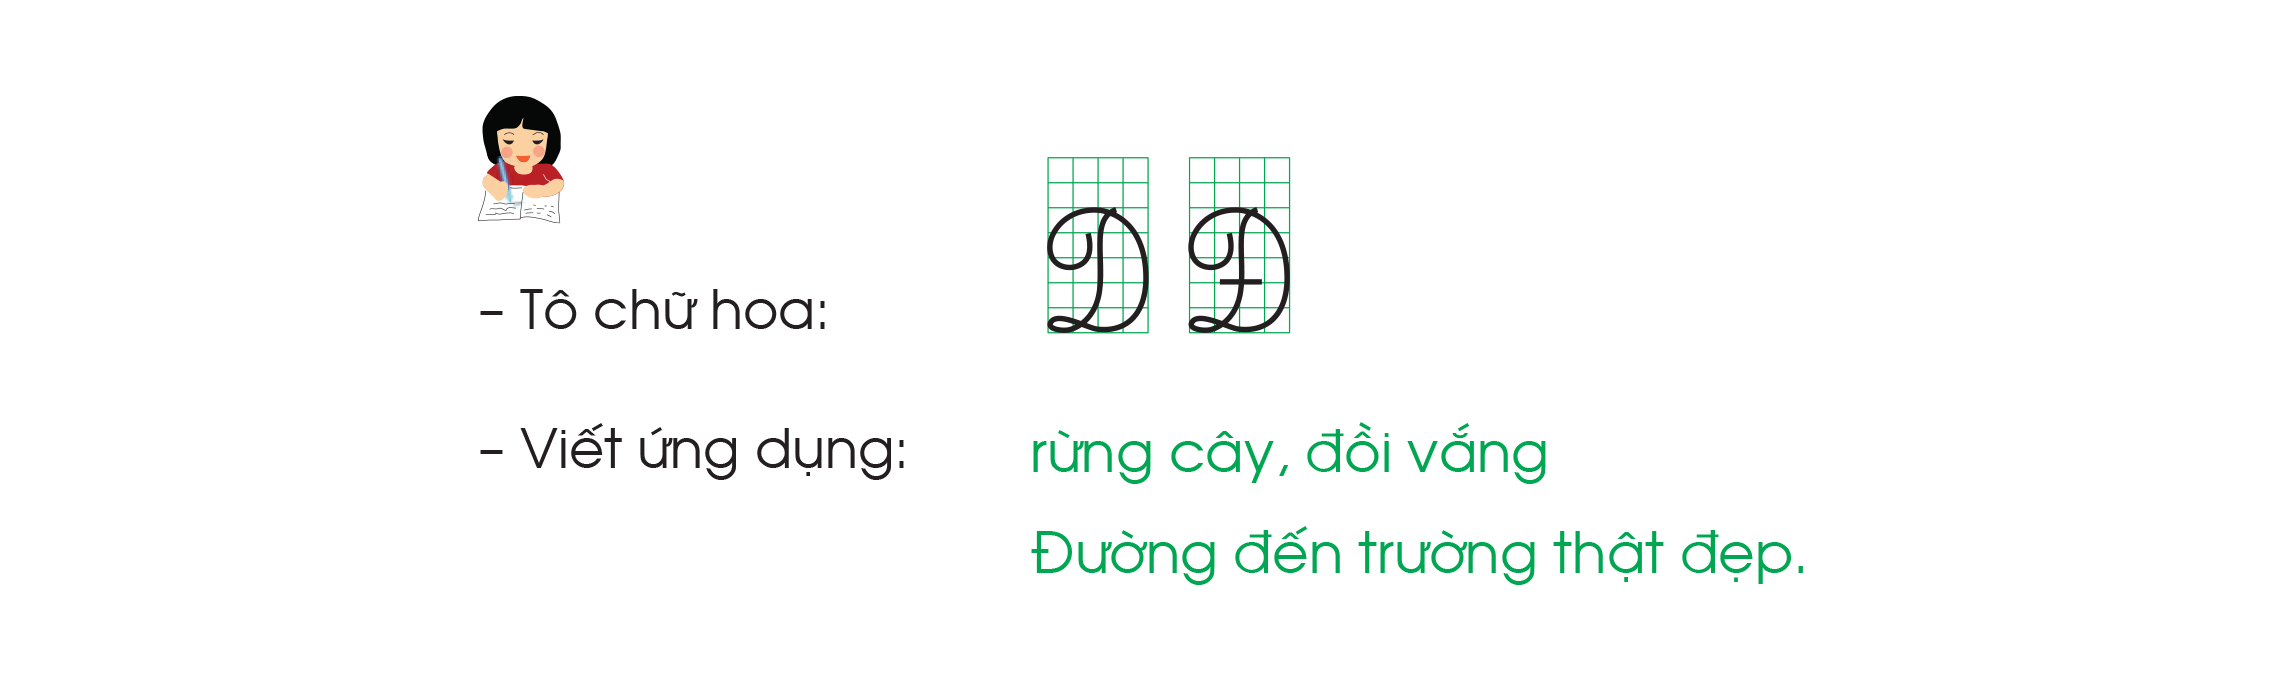 – Tô chữ hoa: D Đ
– Viết ứng dụng: rừng cây, đồi vắng
Đường đến trường thật đẹp.